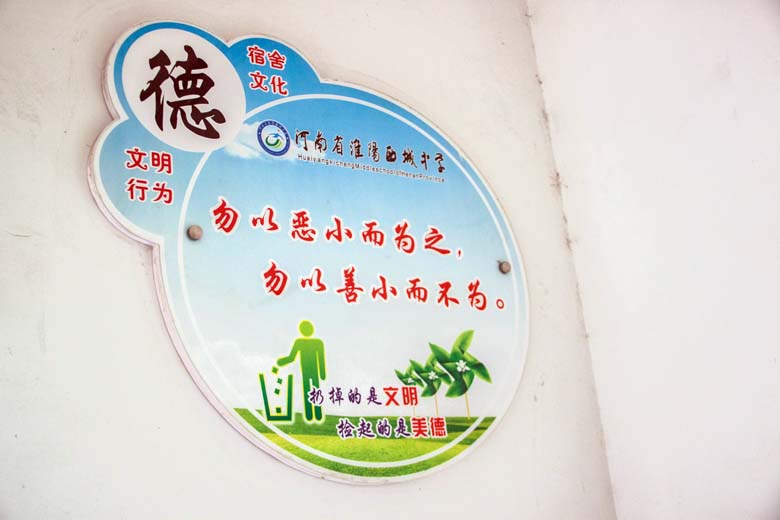 德
宿舍
文化
文明
行为
河南省淮陽西城中学
HuaiyangxichengMiddleschoolofHenanProvince
勿以恶小而为之，
勿以善小而不为。
扔掉的是文明
捡起的是美德